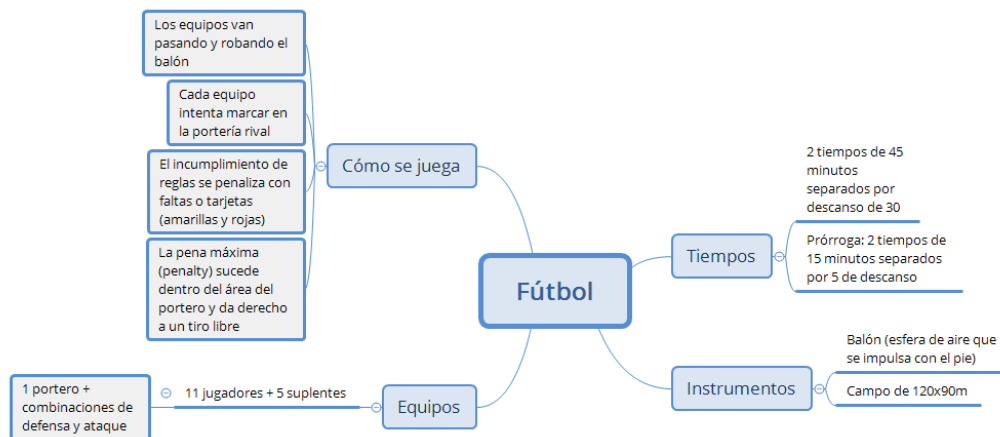 Los equipos van
pasando y robando el
balón
Cada equipo
intenta marcar en
la portería rival
El incumplimiento de
reglas se penaliza con
faltas o tarjetas
(amarillas y rojas)
La pena máxima
(penalty) sucede
dentro del área del
portero y da derecho
a un tiro libre
Cómo se juega
Fútbol
Tiempos
2 tiempos de 45
minutos
separados por
descanso de 30
Prórroga: 2 tiempos de
15 minutos separados
por 5 de descanso
Instrumentos
Balón (esfera de aire que
se impulsa con el pie)
Campo de 120x90m
Equipos
11 jugadores + 5 suplentes
1 portero +
combinaciones de
defensa y ataque